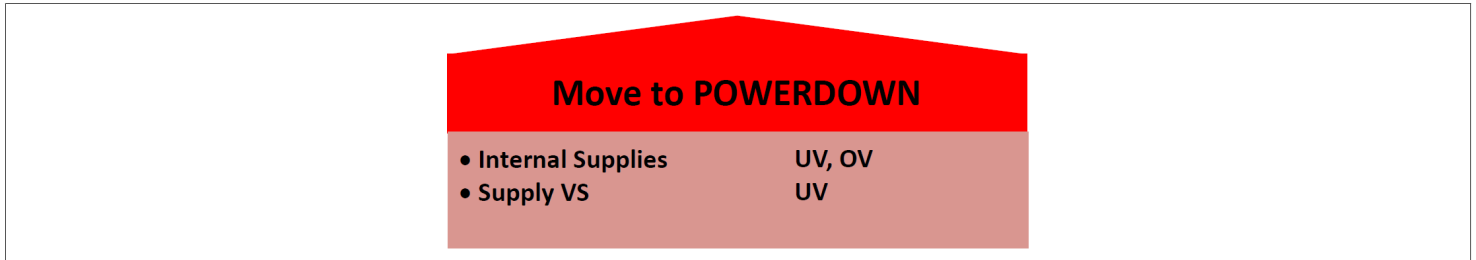 Move to POWERDOWN
• Internal Supplies UV, OV
• Supply VS UV